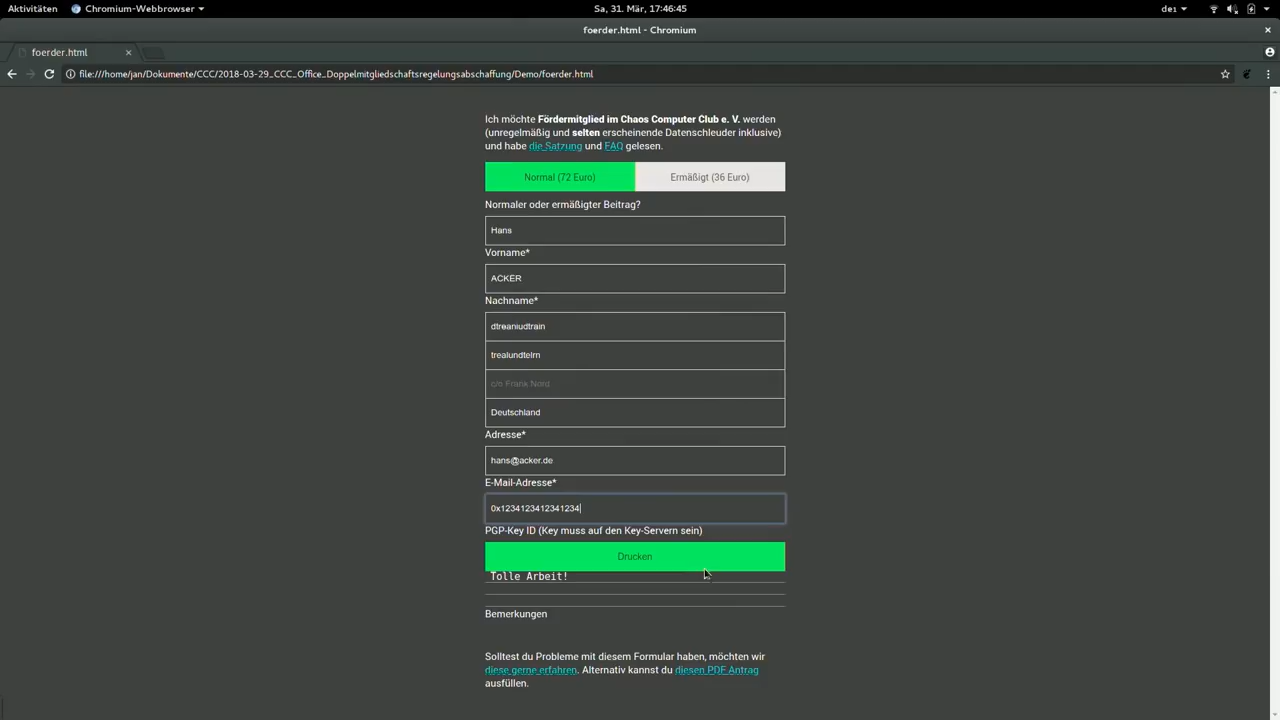 Aktivitäten
Chromium-Webbrowser
Sa, 31. Mär, 17:46:45
de1
foerder.html - Chromium
foerder.html
file:///home/jan/Dokumente/CCC/2018-03-29_CCC_Office_Doppelmitgliedschaftsregelungsabschaffung/Demo/foerder.html
Ich möchte Fördermitglied im Chaos Computer Club e. V. werden
(unregelmäßig und selten erscheinende Datenschleuder inklusive)
und habe die Satzung und FAQ gelesen.
Normal (72 Euro)
Ermäßigt (36 Euro)
Normaler oder ermäßigter Beitrag?
Hans
Vorname*
ACKER
Nachname*
dtreaniudtrain
trealundtelrn
c/n Frank Nord
Deutschland
Adresse*
hans@acker.de
E-Mail-Adresse*
0x1234123412341234
PGP-Key ID (Key muss auf den Key-Servern sein)
Drucken
Tolle Arbeit!
Bemerkungen
Solltest du Probleme mit diesem Formular haben, möchten wir
diese gerne erfahren. Alternativ kannst du diesen PDF Antrag
ausfüllen.